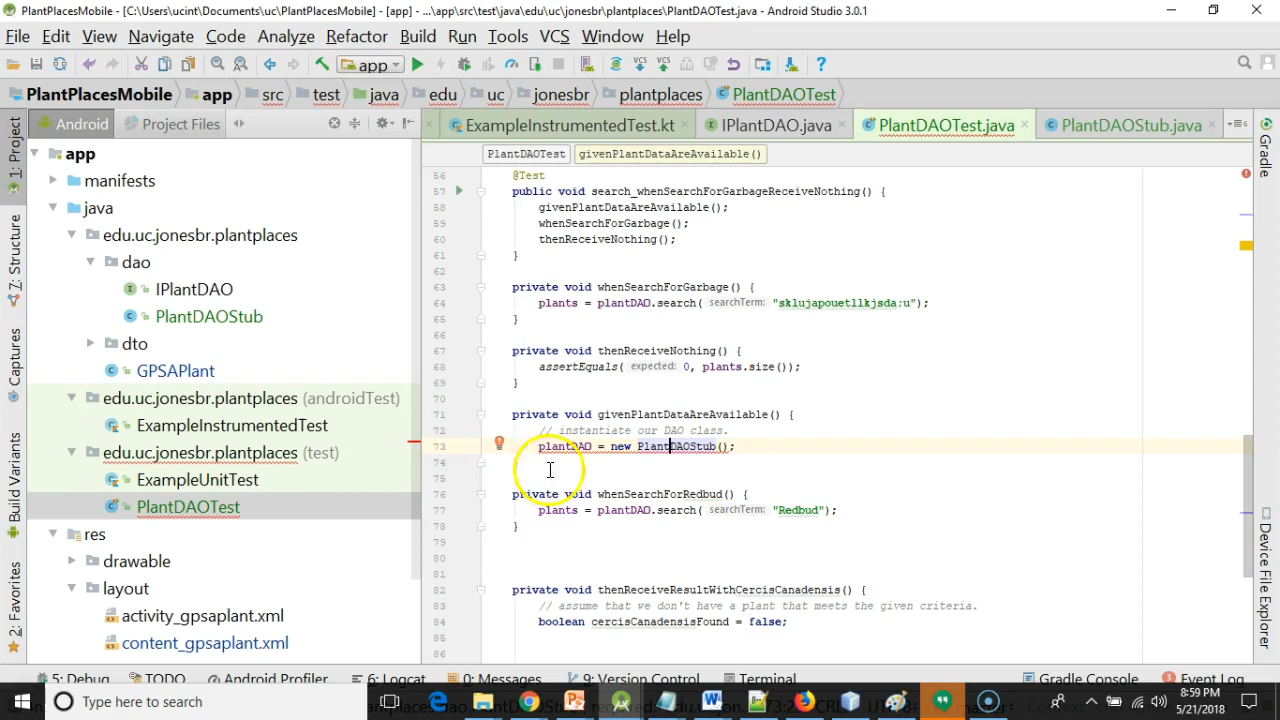 PlantPlacesMobile - [C:\Users\ucint\Documents\uc\PlantPlacesMobile] - [app] - ...\app\src\test\java\edu\uc\jonesbr\plantplaces\PlantDAOTest.java - Android Studio 3.0.1
File Edit View Navigate Code Analyze Refactor Build Run Tools VCS Window Help
app
PlantPlacesMobile app src test java edu uc jonesbr plantplaces PlantDAOTest
Android Project Files
ExampleInstrumentedTest.kt IPlantDAO.java PlantDAOTest.java PlantDAOStub.java
PlantDAOTest givenPlantDataAreAvailable()
1: Project
7: Structure
Captures
Build Variants
2: Favorites
app
manifests
java
edu.uc.jonesbr.plantplaces
dao
IPlantDAO
PlantDAOStub
dto
GPSAPlant
edu.uc.jonesbr.plantplaces (androidTest)
ExampleInstrumentedTest
edu.uc.jonesbr.plantplaces (test)
ExampleUnitTest
PlantDAOTest
res
drawable
layout
activity_gpsaplant.xml
content_gpsaplant.xml
56 @Test
57 public void search_whenSearchForGarbageReceiveNothing() {
58 givenPlantDataAreAvailable();
59 whenSearchForGarbage();
60 thenReceiveNothing();
61 }
62
63 private void whenSearchForGarbage() {
64 plants = plantDAO.search( searchTerm: "sklujapouetllkjsda;u");
65 }
66
67 private void thenReceiveNothing() {
68 assertEquals( expected: 0, plants.size());
69 }
70
71 private void givenPlantDataAreAvailable() {
72 // instantiate our DAO class.
73 plantDAO = new PlantDAOStub();
74
75
76 private void whenSearchForRedbud() {
77 plants = plantDAO.search( searchTerm: "Redbud");
78 }
79
80
81
82 private void thenReceiveResultWithCercisCanadensis() {
83 // assume that we don't have a plant that meets the given criteria.
84 boolean cercisCanadensisFound = false;
85
86
Gradle
Device File Explorer
5: Debug TODO Android Profiler 6: Logcat 0: Messages 9: Version Control Terminal Gradle Console Event Log
Type here to search
8:59 PM
5/21/2018